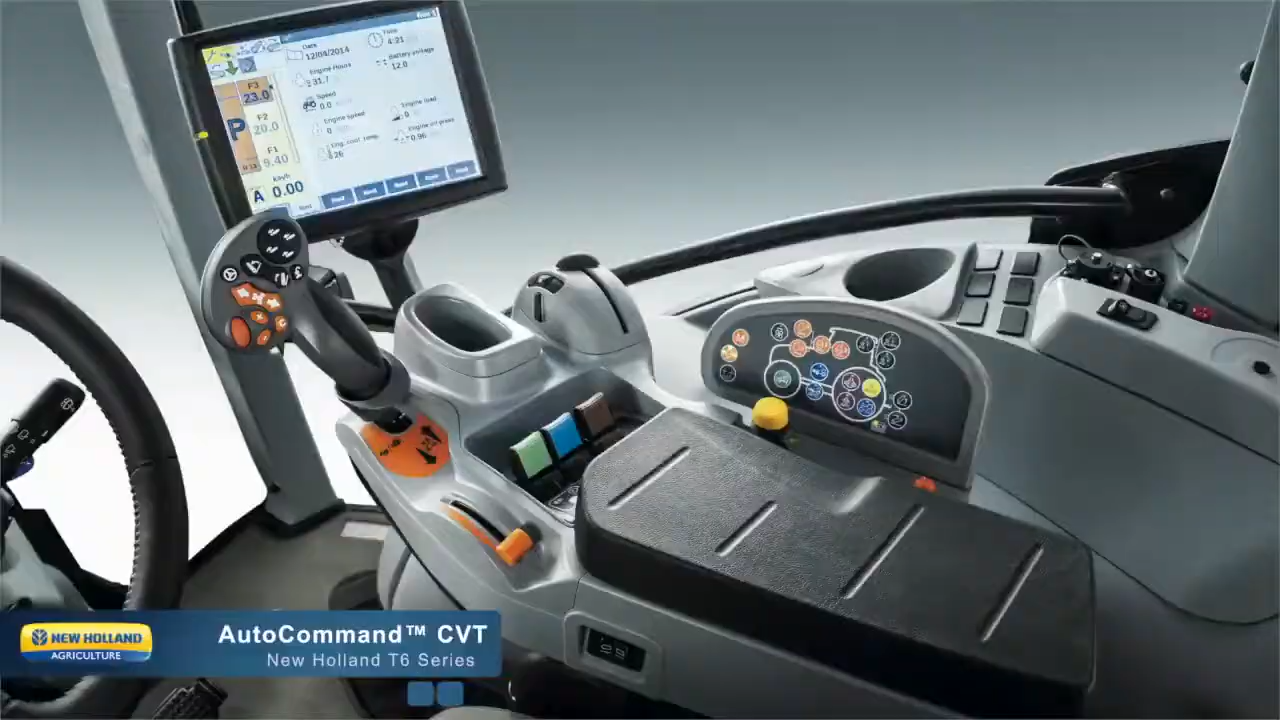 Date
12/04/2014
Time
4:21
Engine Hours
31.7
Battery voltage
12.0
Speed
0.0
Engine load
0
Engine speed
0
Engine oil press
0.96
Eng. cool. temp.
26
F3
23.0
F2
20.0
P
F1
9.40
A 0.00
NEW HOLLAND
AGRICULTURE
AutoCommand™ CVT
New Holland T6 Series